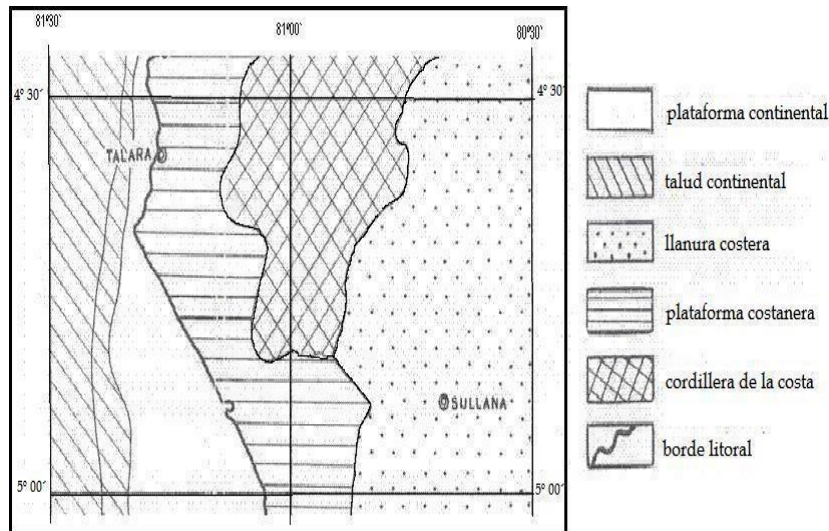 81°30'
81°00'
80°30'
4° 30'
4° 30'
TALARA
SULLANA
5° 00'
5° 00'
plataforma continental
talud continental
llanura costera
plataforma costanera
cordillera de la costa
borde litoral